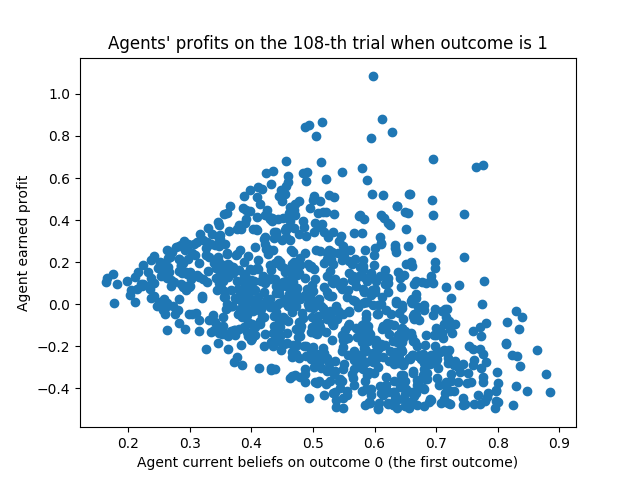 Agents' profits on the 108-th trial when outcome is 1
Agent earned profit
1.0
0.8
0.6
0.4
0.2
0.0
−0.2
−0.4
0.2 0.3 0.4 0.5 0.6 0.7 0.8 0.9
Agent current beliefs on outcome 0 (the first outcome)